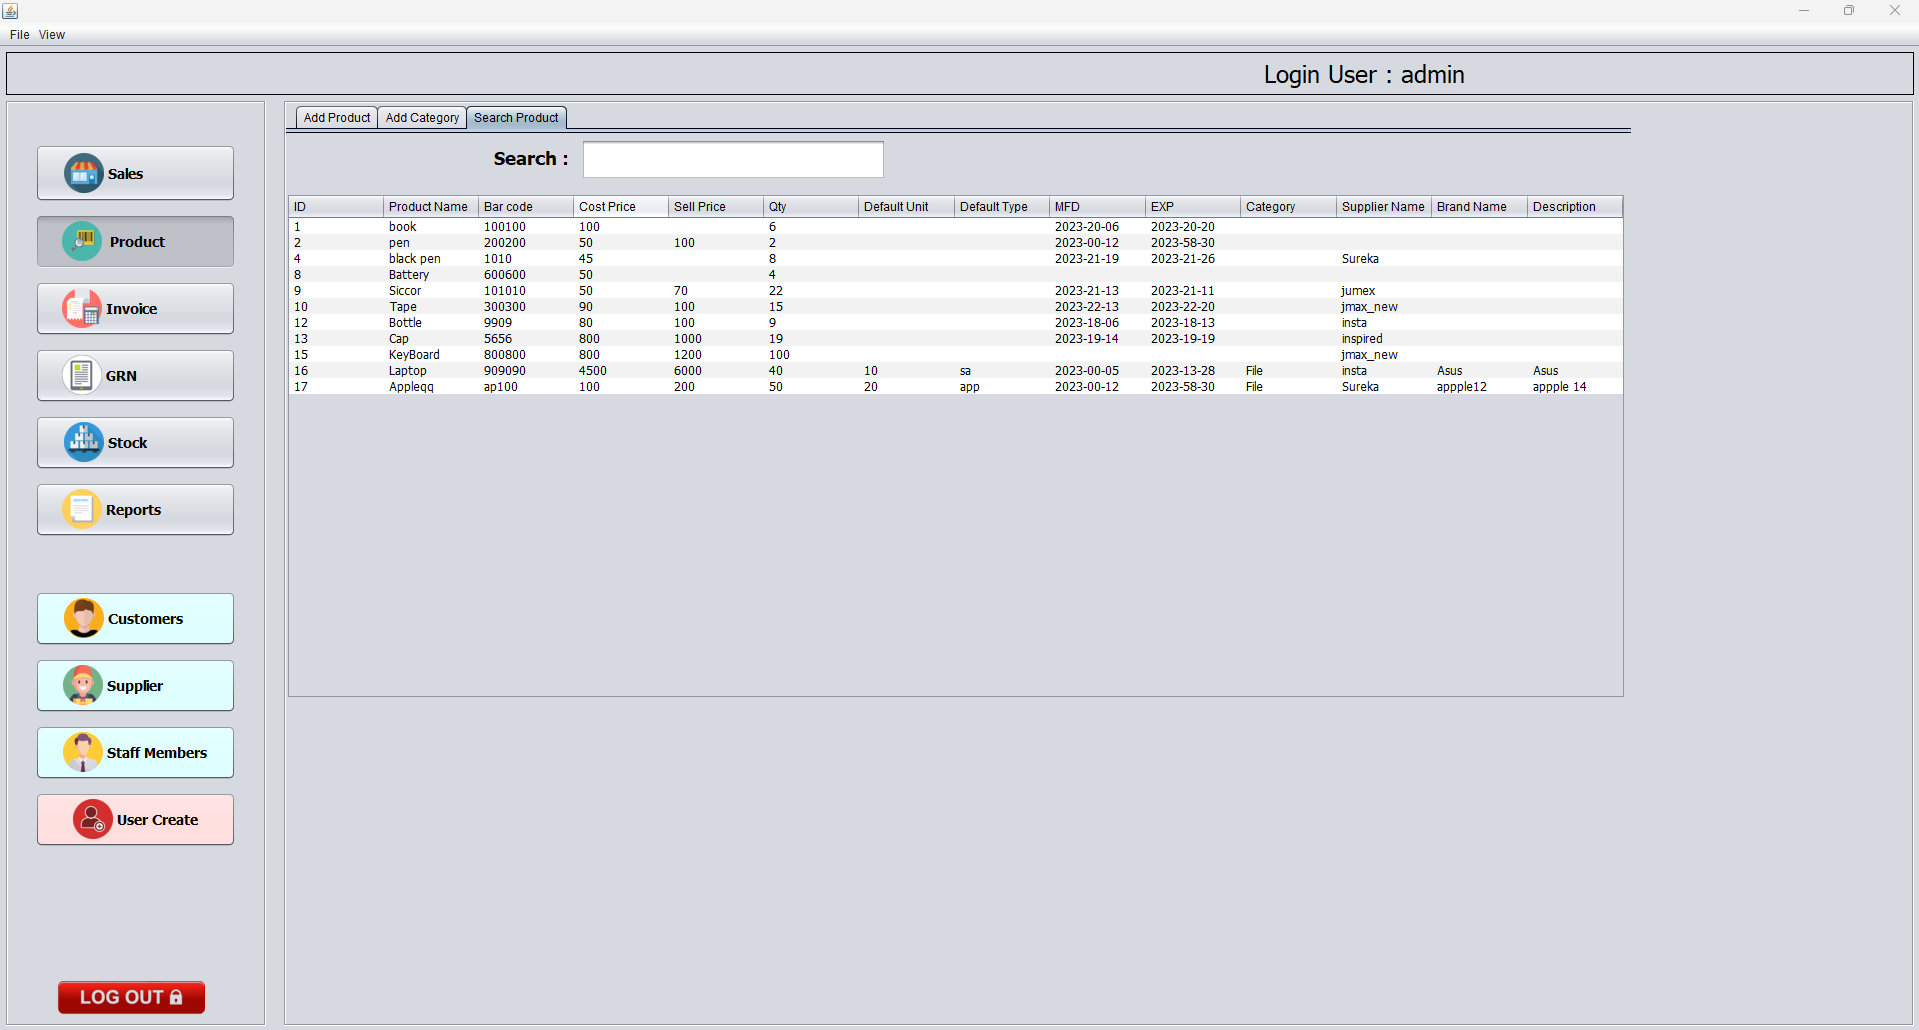 File View
Login User : admin
Add Product Add Category Search Product
Search :
ID Product Name Bar code Cost Price Sell Price Qty Default Unit Default Type MFD EXP Category Supplier Name Brand Name Description
1 book 100100 100 6 2023-20-06 2023-20-20
2 pen 200200 50 100 2 2023-00-12 2023-58-30
4 black pen 1010 45 8 2023-21-19 2023-21-26 Sureka
8 Battery 600600 50 4
9 Siccor 101010 50 70 22 2023-21-13 2023-21-11 jumex
10 Tape 300300 90 100 15 2023-22-13 2023-22-20 jmax_new
12 Bottle 9909 80 100 9 2023-18-06 2023-18-13 insta
13 Cap 5656 800 1000 19 2023-19-14 2023-19-19 inspired
15 KeyBoard 800800 800 1200 100 jmax_new
16 Laptop 909090 4500 6000 40 10 sa 2023-00-05 2023-13-28 File insta Asus Asus
17 Appleqq ap100 100 200 50 20 app 2023-00-12 2023-58-30 File Sureka appple12 appple 14
Sales
Product
Invoice
GRN
Stock
Reports
Customers
Supplier
Staff Members
User Create
LOG OUT